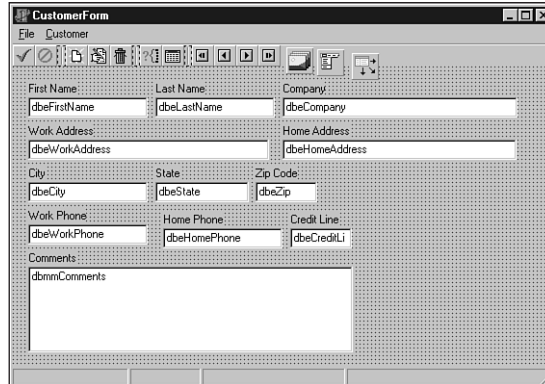 CustomerForm
File Customer
First Name Last Name Company
dbeFirstName dbeLastName dbeCompany
Work Address Home Address
dbeWorkAddress dbeHomeAddress
City State Zip Code
dbeCity dbeState dbeZip
Work Phone Home Phone Credit Line
dbeWorkPhone dbeHomePhone dbeCreditLi
Comments
dbmmComments